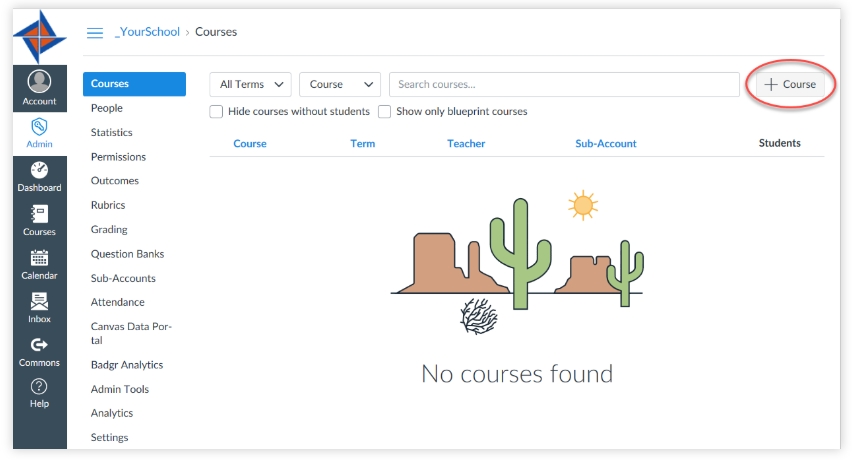 _YourSchool > Courses
Account
Admin
Dashboard
Courses
Calendar
Inbox
Commons
Help
Courses
People
Statistics
Permissions
Outcomes
Rubrics
Grading
Question Banks
Sub-Accounts
Attendance
Canvas Data Por-
tal
Badgr Analytics
Admin Tools
Analytics
Settings
All Terms Course Search courses... + Course
Hide courses without students Show only blueprint courses
Course Term Teacher Sub-Account Students
No courses found